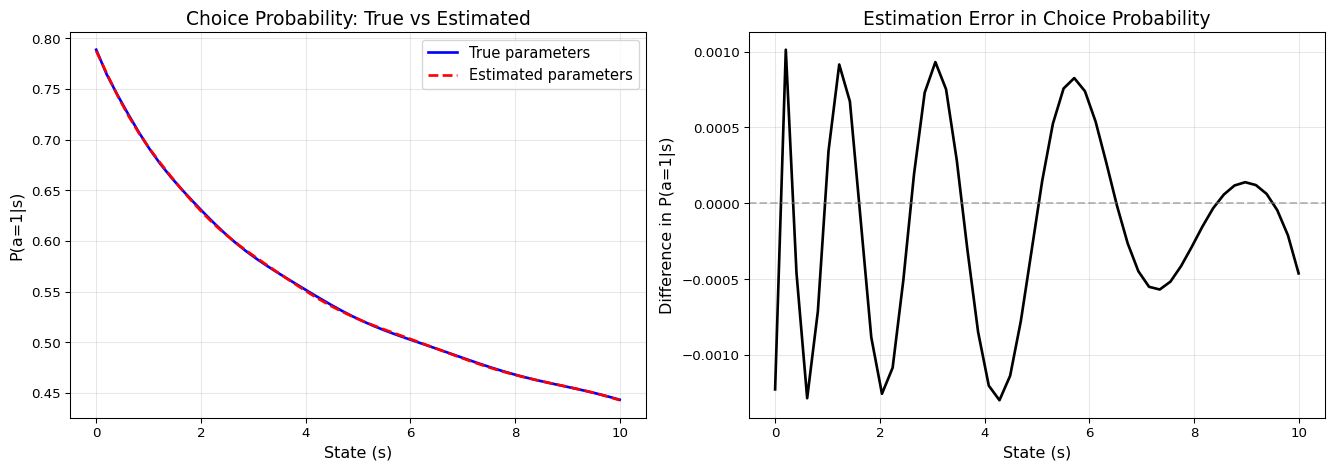 Choice Probability: True vs Estimated
True parameters
Estimated parameters
P(a=1|s)
0.80
0.75
0.70
0.65
0.60
0.55
0.50
0.45
0 2 4 6 8 10
State (s)
Estimation Error in Choice Probability
Difference in P(a=1|s)
0.0010
0.0005
0.0000
−0.0005
−0.0010
0 2 4 6 8 10
State (s)